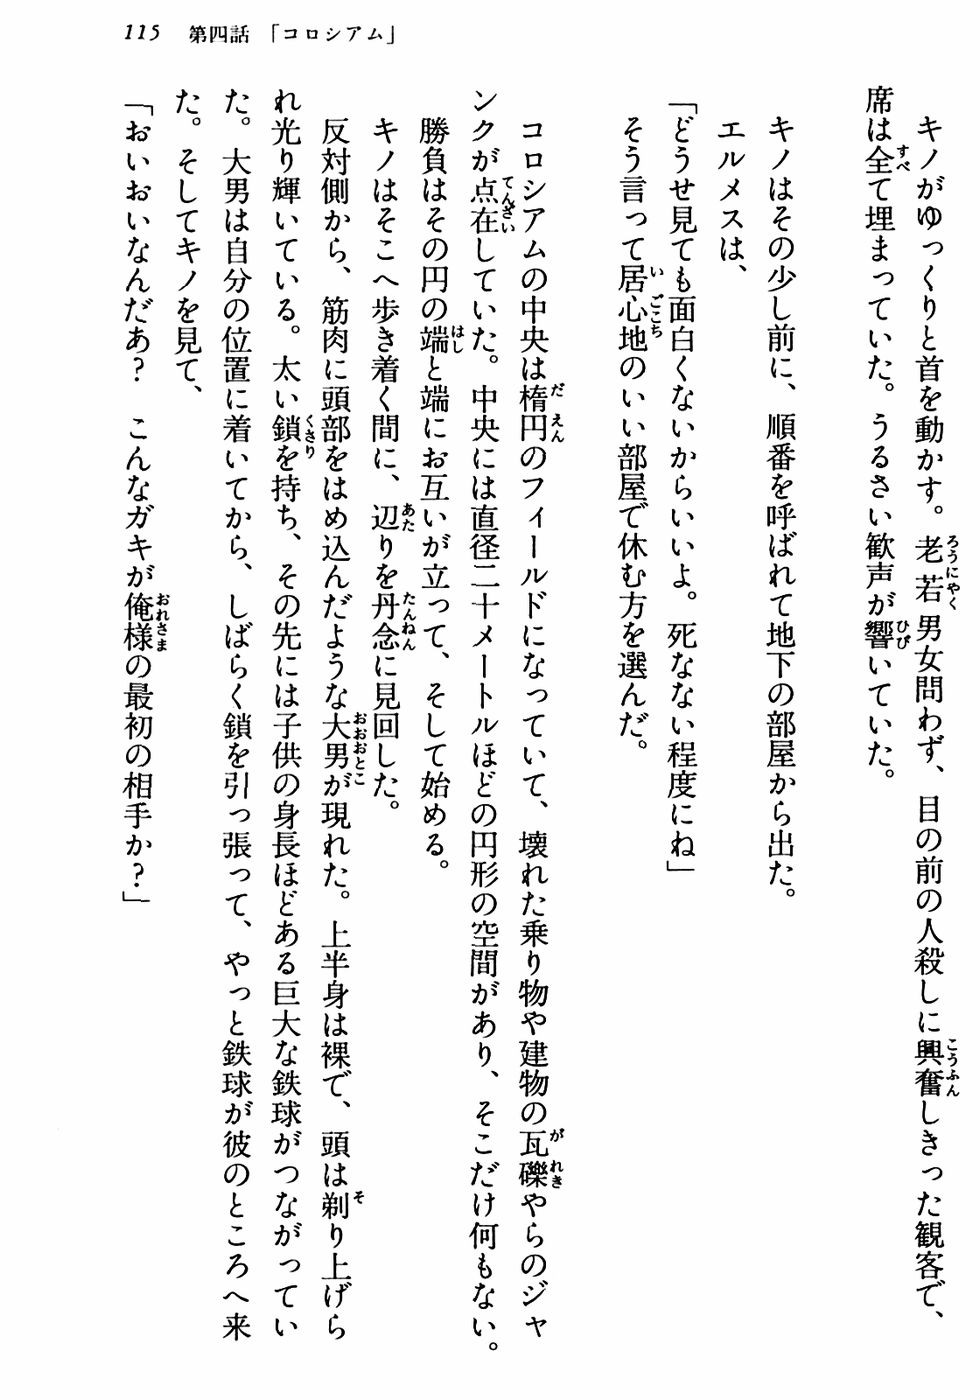 115　第四話　「コロシアム」
　キノがゆっくりと首を動かす。老若男女問わず、目の前の人殺しに興奮しきった観客で、
席は全て埋まっていた。うるさい歓声が響いていた。
　キノはその少し前に、順番を呼ばれて地下の部屋から出た。
　エルメスは、
「どうせ見ても面白くないからいいよ。死なない程度にね」
　そう言って居心地のいい部屋で休む方を選んだ。
　コロシアムの中央は楕円のフィールドになっていて、壊れた乗り物や建物の瓦礫やらのジャ
ンクが点在していた。中央には直径二十メートルほどの円形の空間があり、そこだけ何もない。
　勝負はその円の端と端にお互いが立って、そして始める。
　キノはそこへ歩き着く間に、辺りを丹念に見回した。
　反対側から、筋肉に頭部をはめ込んだような大男が現れた。上半身は裸で、頭は剃り上げら
れ光り輝いている。太い鎖を持ち、その先には子供の身長ほどある巨大な鉄球がつながってい
た。大男は自分の位置に着いてから、しばらく鎖を引っ張って、やっと鉄球が彼のところへ来
た。そしてキノを見て、
「おいおいなんだあ？　こんなガキが俺様の最初の相手か？」